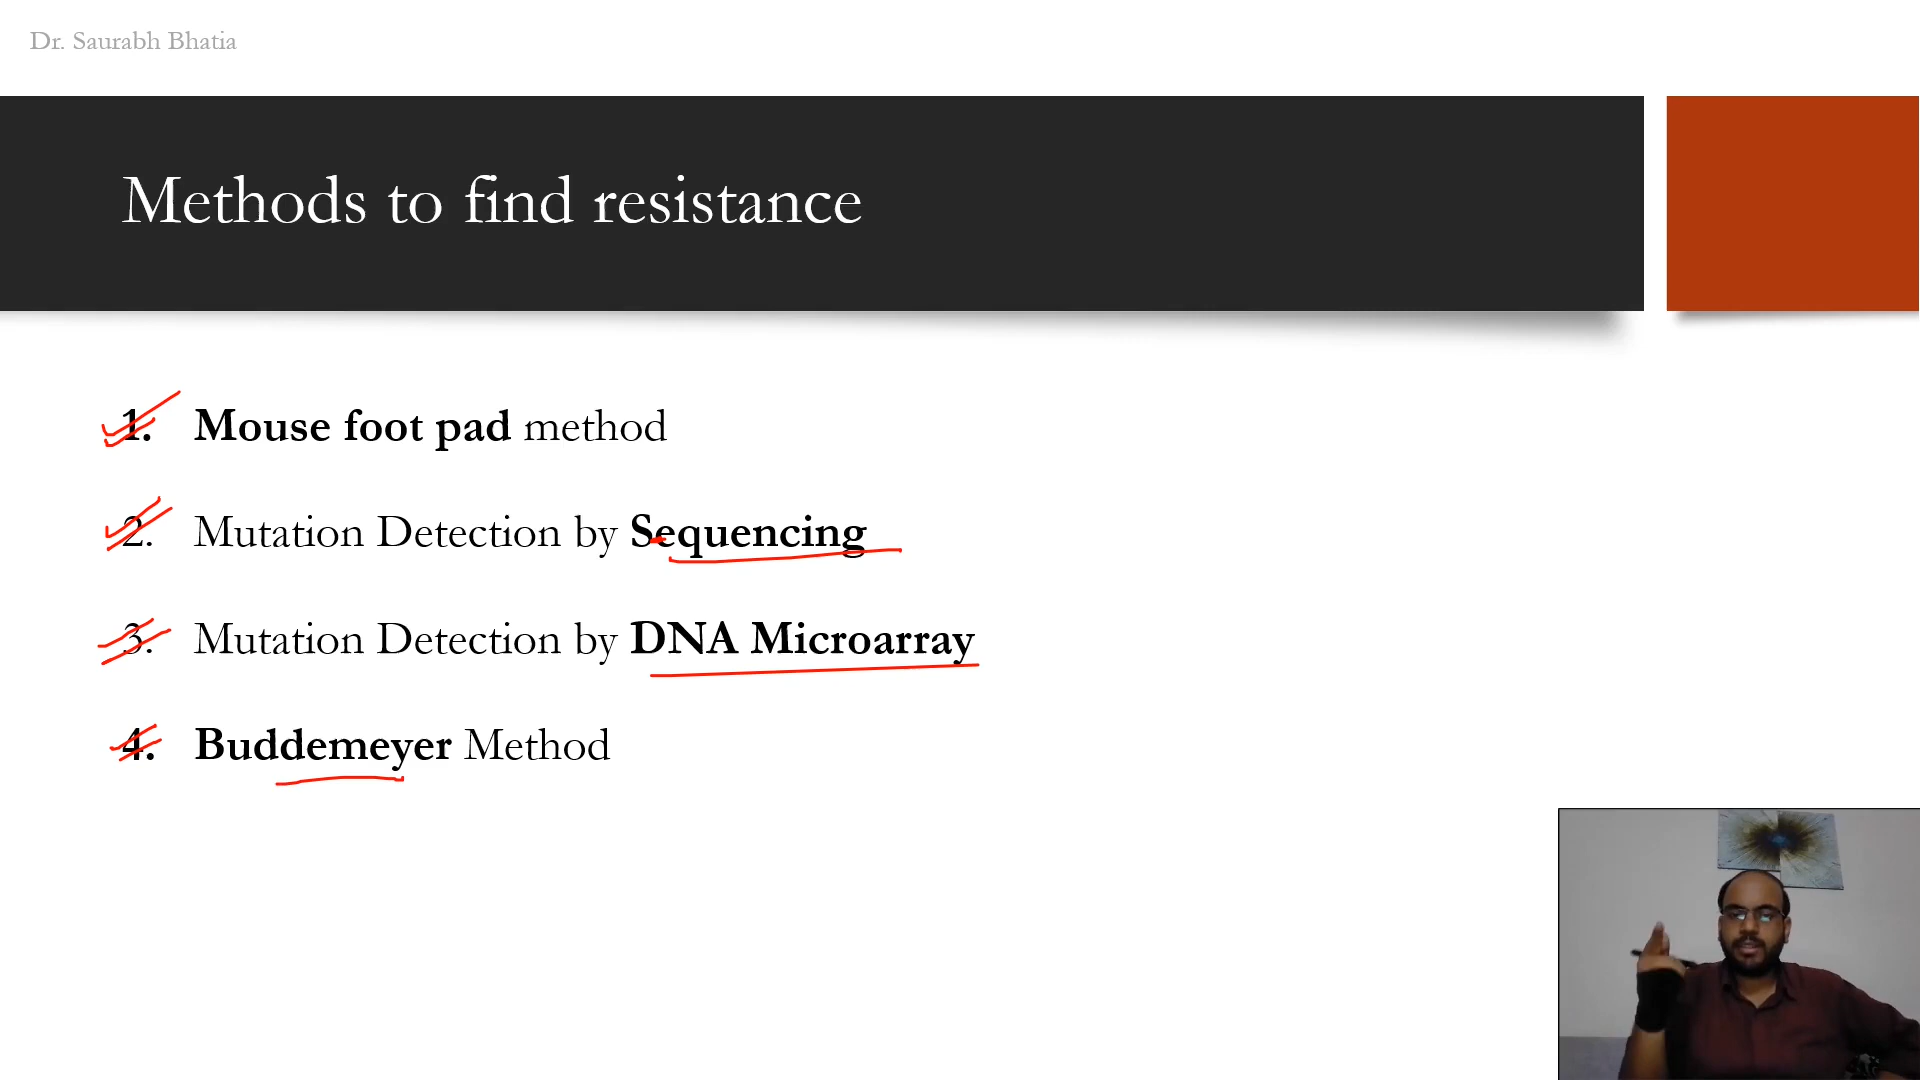 Dr. Saurabh Bhatia
Methods to find resistance
1. Mouse foot pad method
2. Mutation Detection by Sequencing
3. Mutation Detection by DNA Microarray
4. Buddemeyer Method